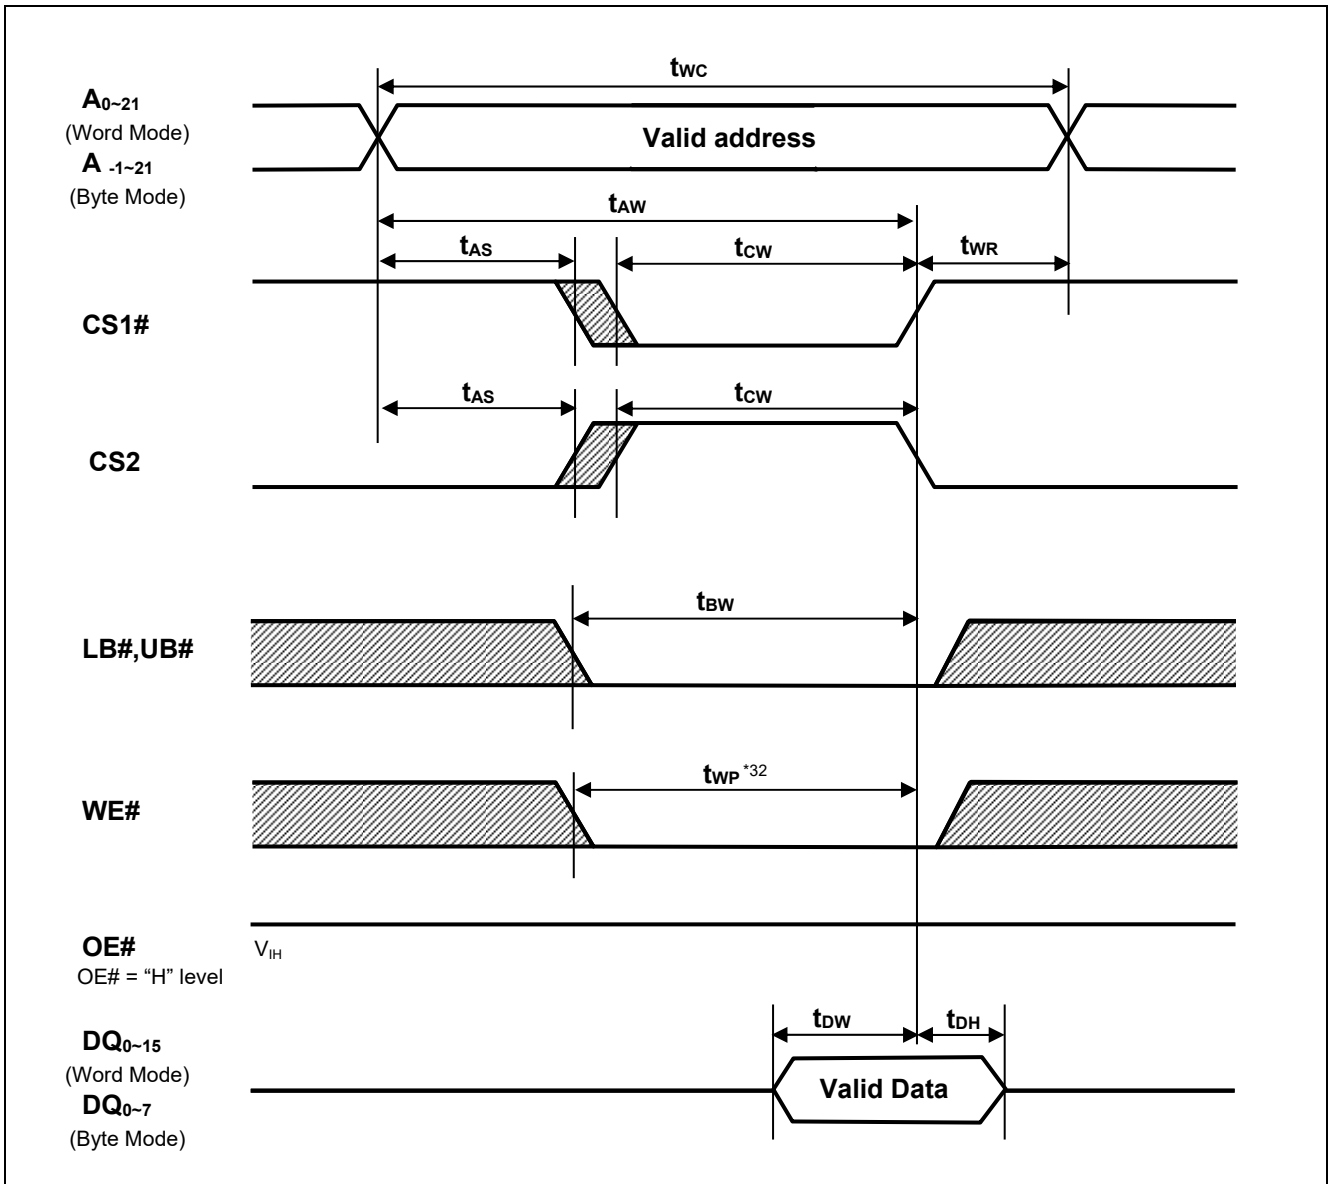 tWC
A0~21
(Word Mode)
Valid address
A -1~21
(Byte Mode)
tAW
tAS
tCW
tWR
CS1#
tAS
tCW
CS2
tBW
LB#,UB#
tWP *32
WE#
OE#
VIH
OE# = “H” level
tDW
tDH
DQ0~15
(Word Mode)
Valid Data
DQ0~7
(Byte Mode)